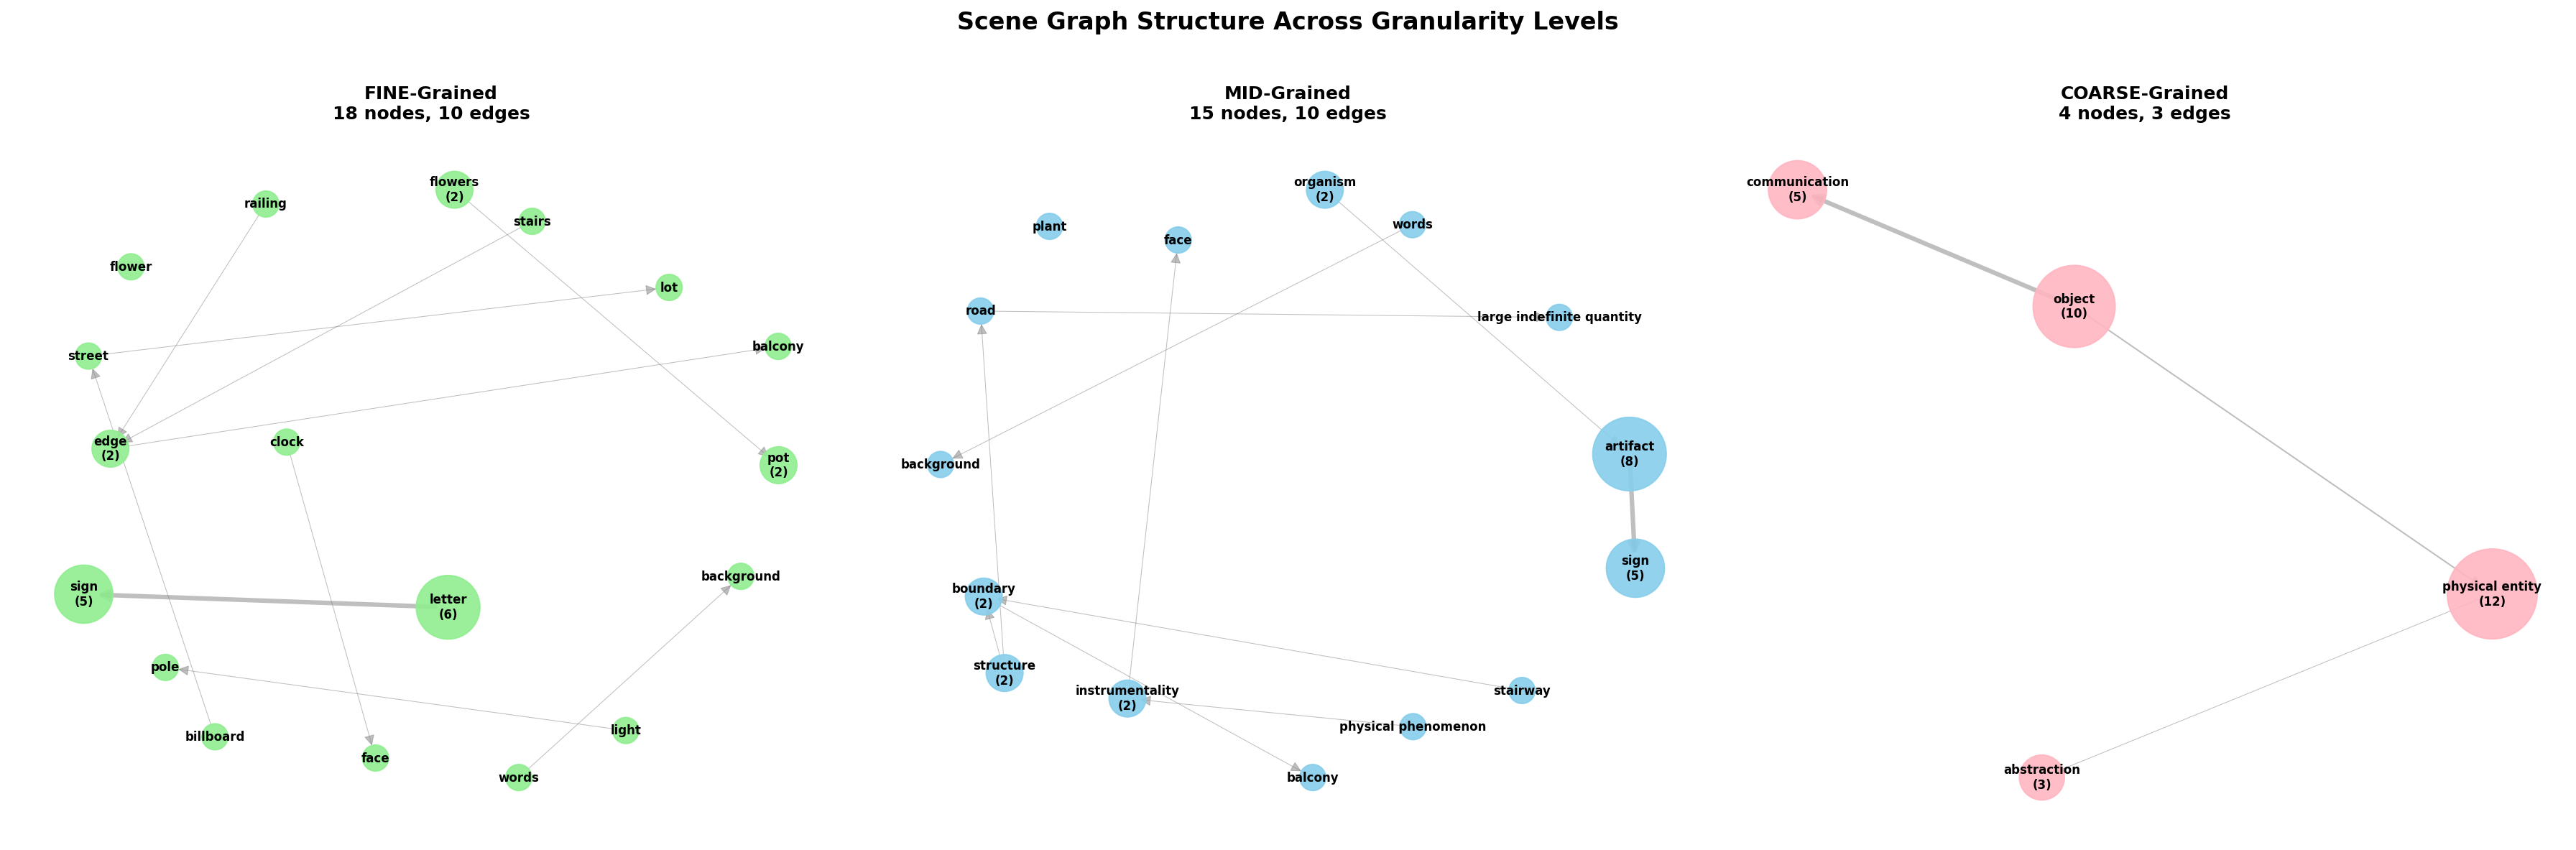 Scene Graph Structure Across Granularity Levels
FINE-Grained
18 nodes, 10 edges
flowers
(2)
railing
stairs
flower
lot
street
balcony
edge
(2)
clock
pot
(2)
background
sign
(5)
letter
(6)
pole
light
billboard
face
words
MID-Grained
15 nodes, 10 edges
organism
(2)
plant
words
face
road
large indefinite quantity
artifact
(8)
background
sign
(5)
boundary
(2)
structure
(2)
instrumentality
(2)
stairway
physical phenomenon
balcony
COARSE-Grained
4 nodes, 3 edges
communication
(5)
object
(10)
physical entity
(12)
abstraction
(3)